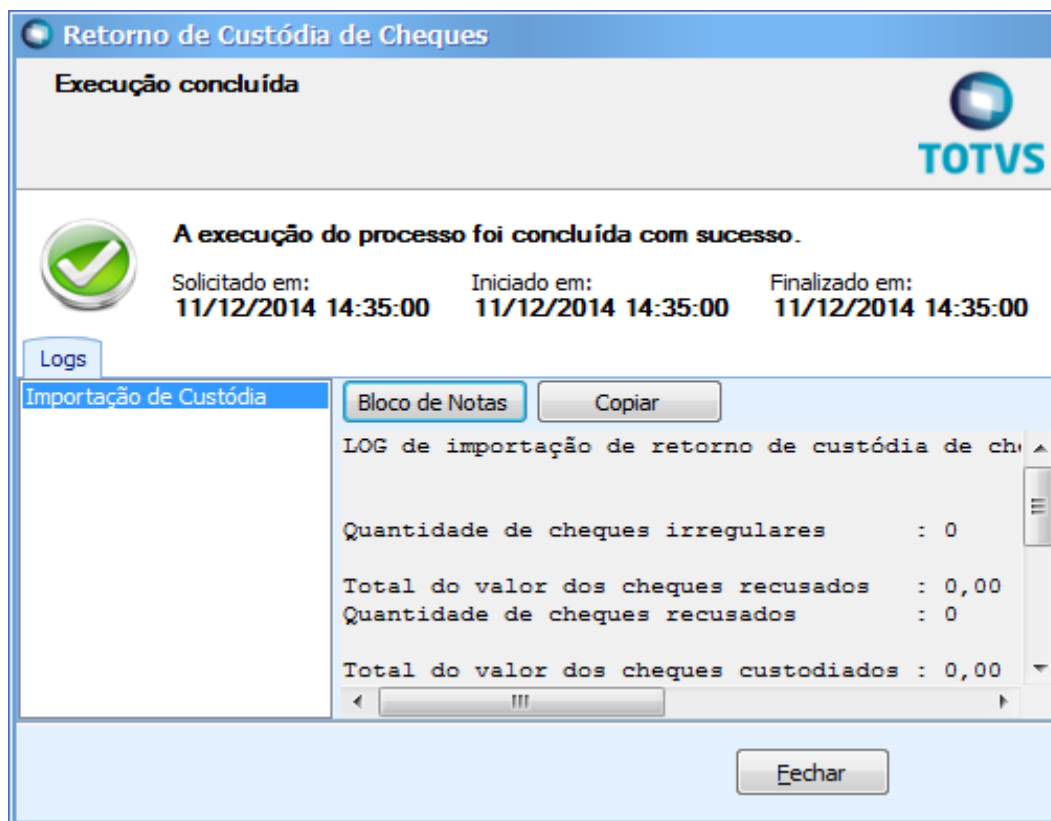 Retorno de Custódia de Cheques
Execução concluída
TOTVS
A execução do processo foi concluída com sucesso.
Solicitado em: Iniciado em: Finalizado em:
11/12/2014 14:35:00 11/12/2014 14:35:00 11/12/2014 14:35:00
Logs
Importação de Custódia
Bloco de Notas Copiar
LOG de importação de retorno de custódia de ch
Quantidade de cheques irregulares : 0
Total do valor dos cheques recusados : 0,00
Quantidade de cheques recusados : 0
Total do valor dos cheques custodiados : 0,00
Fechar